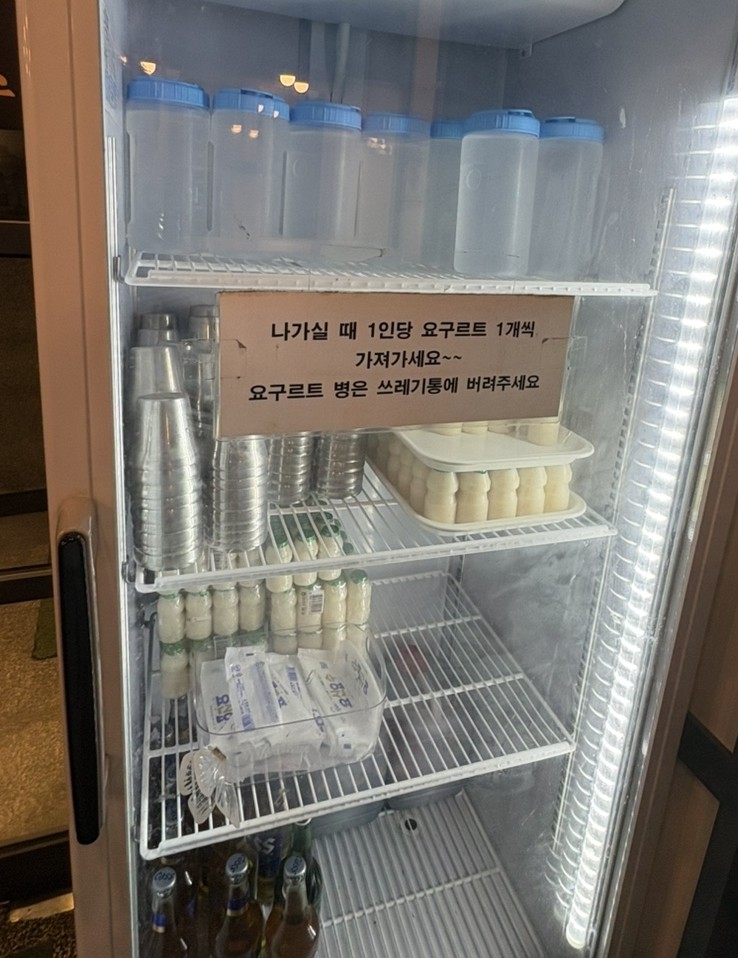 나가실 때 1인당 요구르트 1개씩
가져가세요~~
요구르트 병은 쓰레기통에 버려주세요